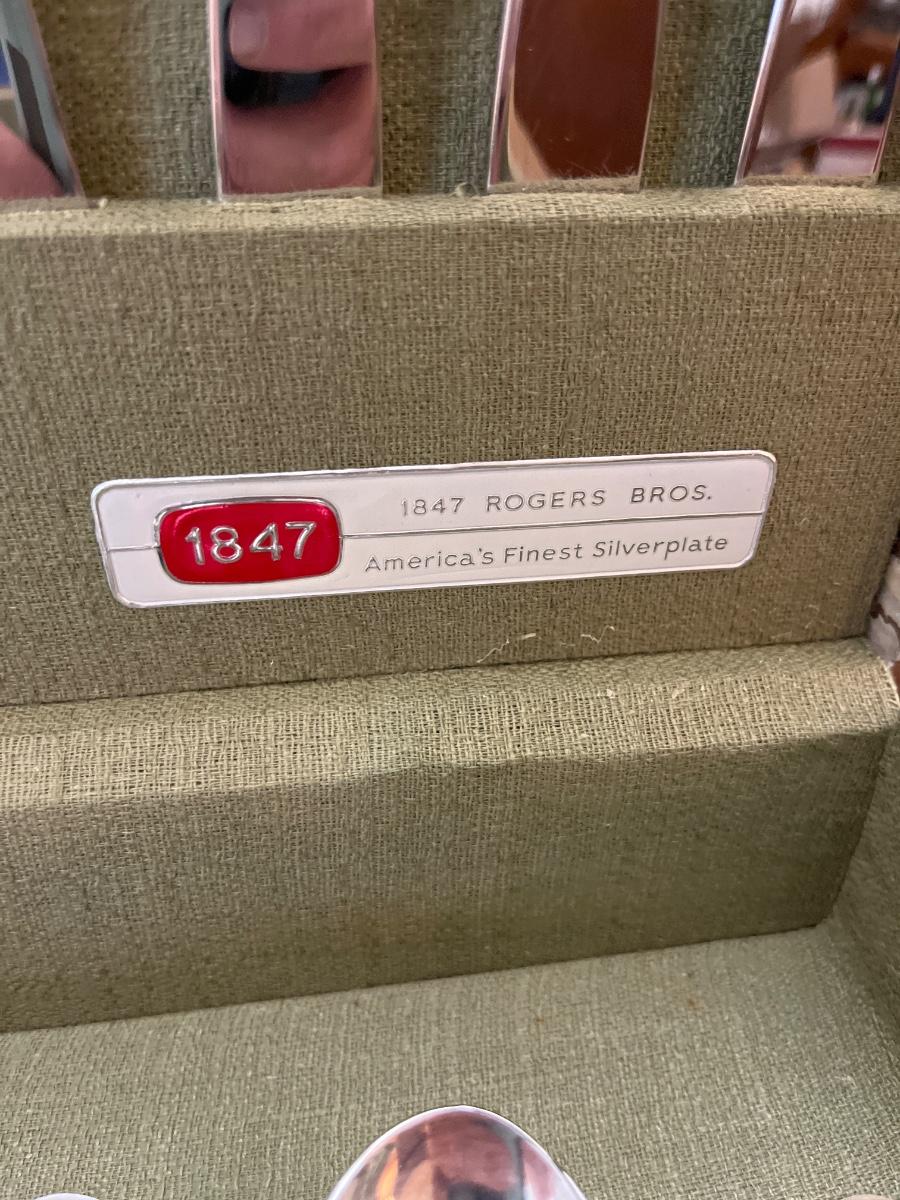 1847
1847 ROGERS BROS.
America's Finest Silverplate